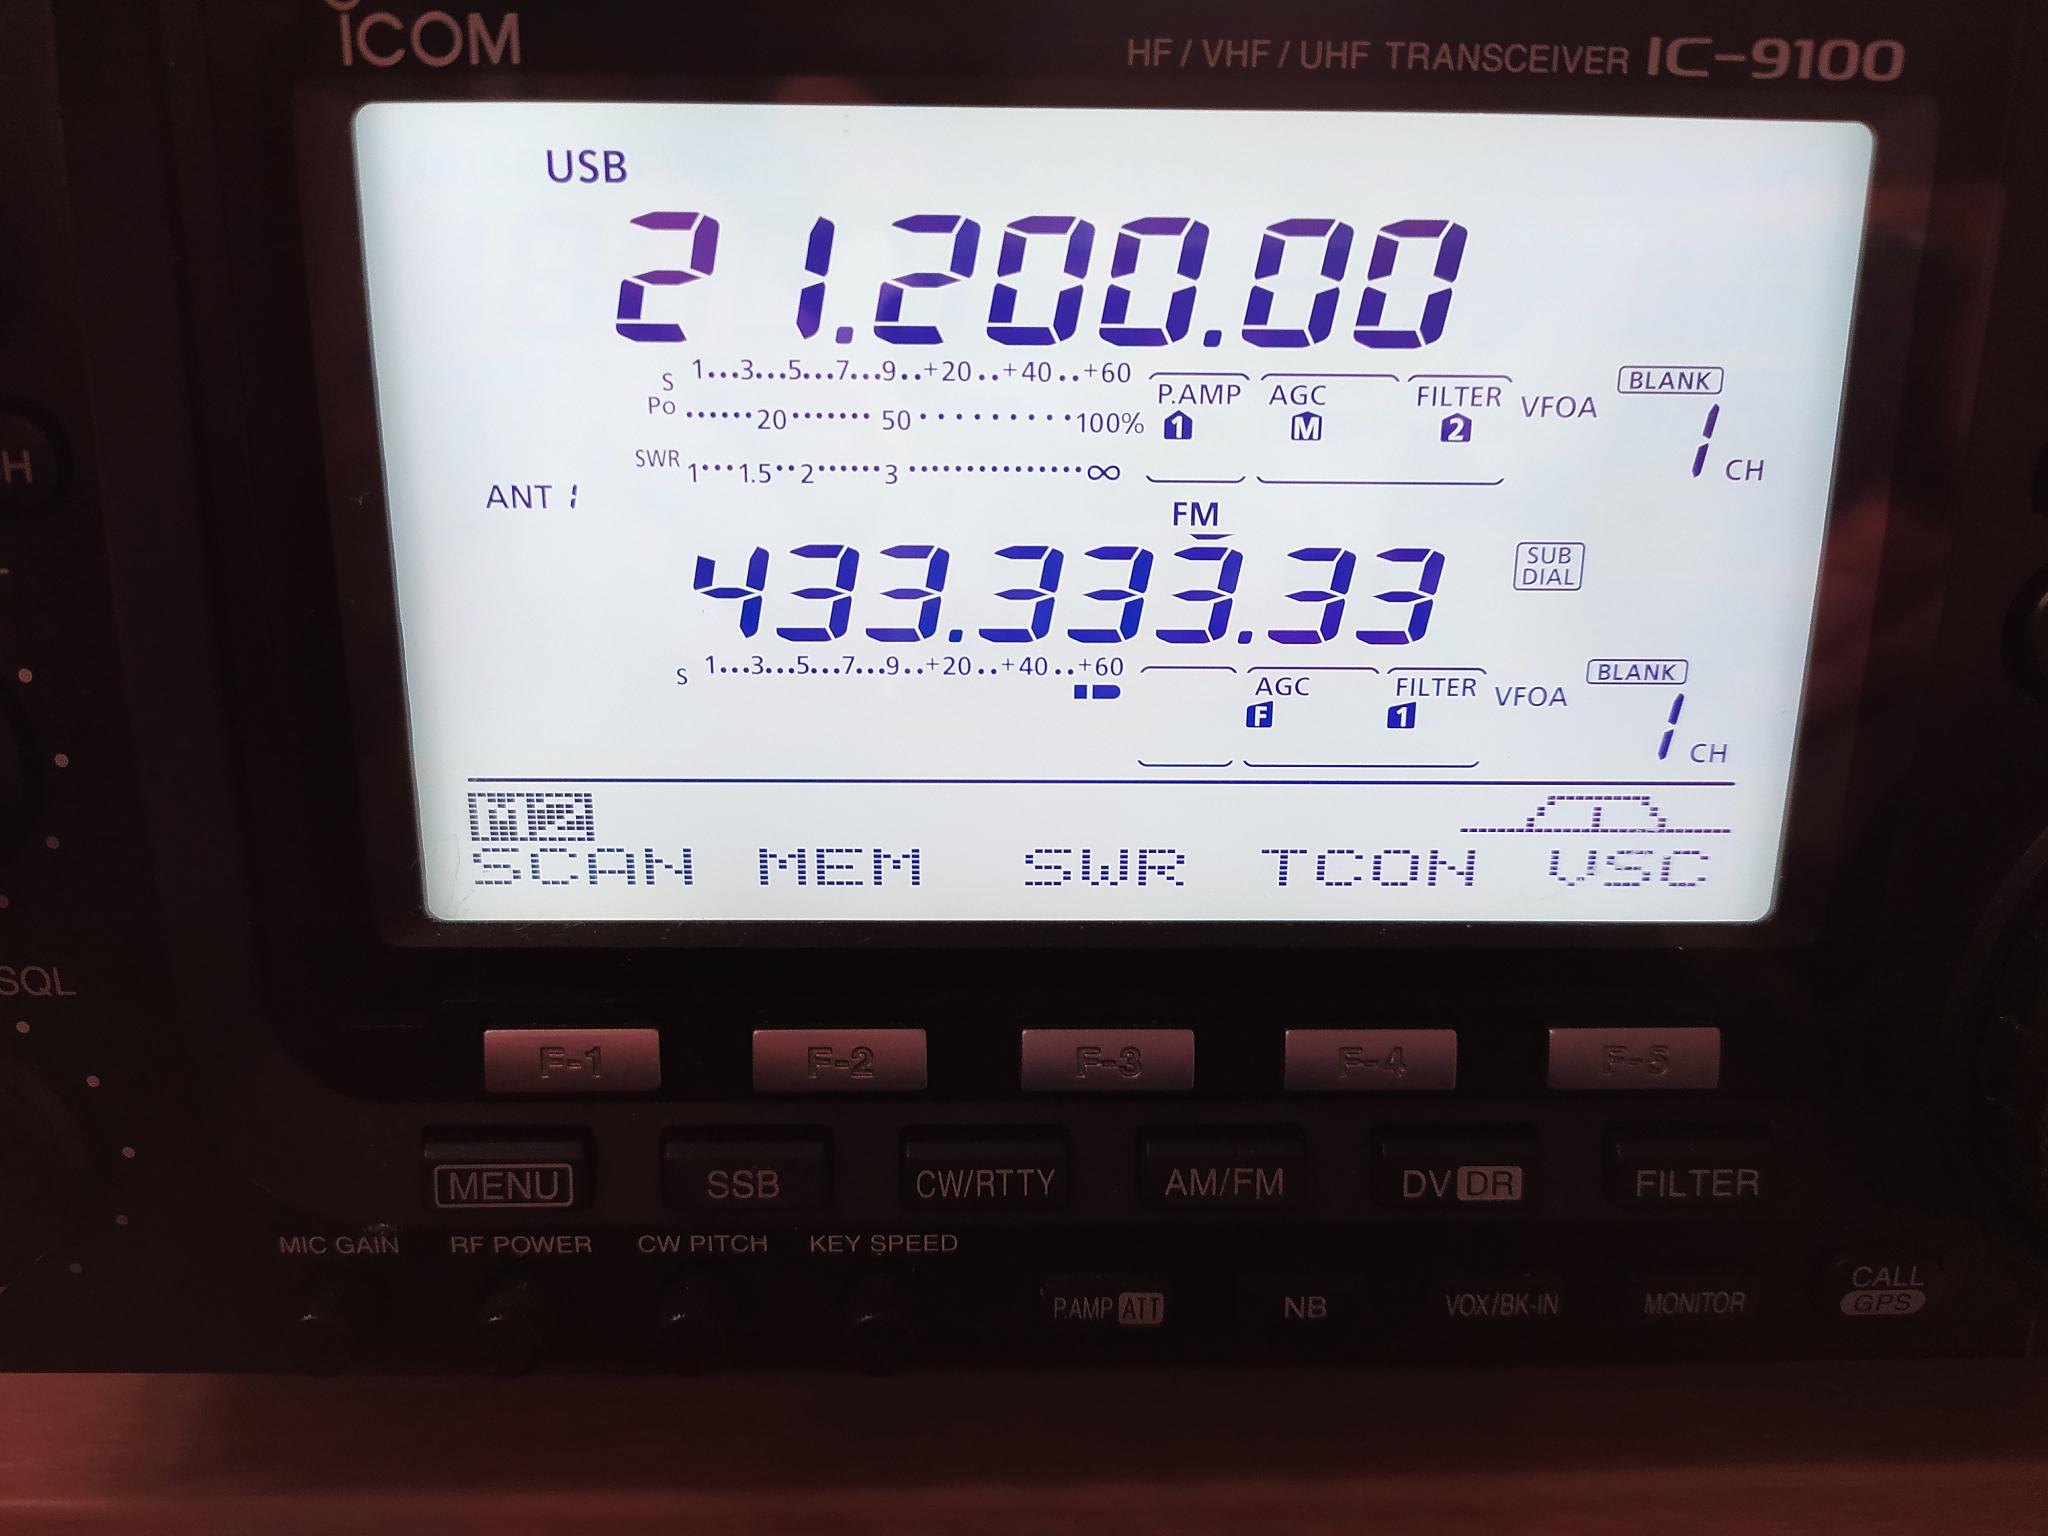 ICOM
HF / VHF / UHF TRANSCEIVER IC-9100
USB
21.200.00
S 1...3...5...7...9..+20..+40..+60
Po ......20.......50.........100%
SWR 1...1.5..2......3...............∞
P.AMP AGC FILTER VFOA BLANK
1 M 2 1 CH
ANT 1
FM
433.333.33 SUB DIAL
S 1...3...5...7...9..+20..+40..+60
AGC FILTER VFOA BLANK
F 1 1 CH
M2
SCAN MEM SWR TCON VSC
SQL
F-1 F-2 F-3 F-4 F-5
MENU SSB CW/RTTY AM/FM DV DR FILTER
MIC GAIN RF POWER CW PITCH KEY SPEED
P.AMP ATT NB VOX/BK-IN MONITOR CALL GPS